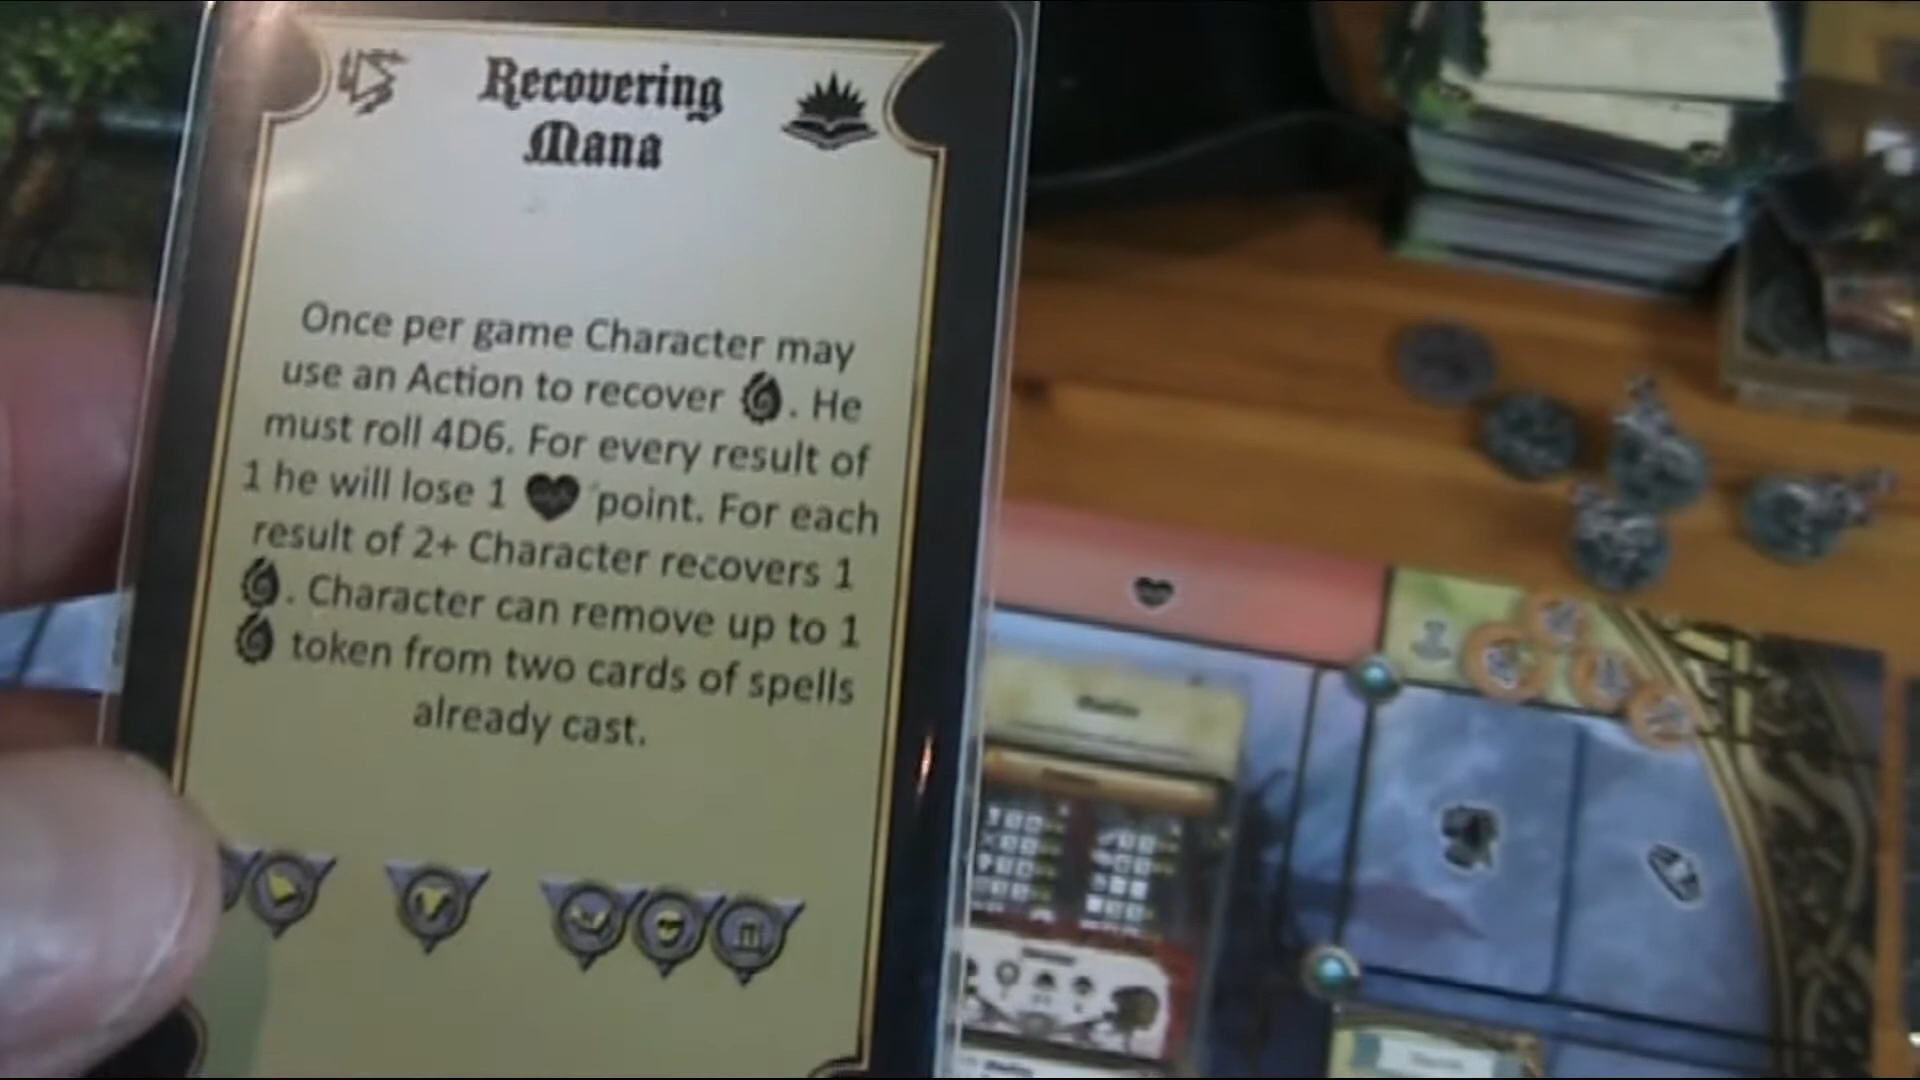 Recovering
Mana
Once per game Character may
use an Action to recover . He
must roll 4D6. For every result of
1 he will lose 1 point. For each
result of 2+ Character recovers 1
. Character can remove up to 1
token from two cards of spells
already cast.